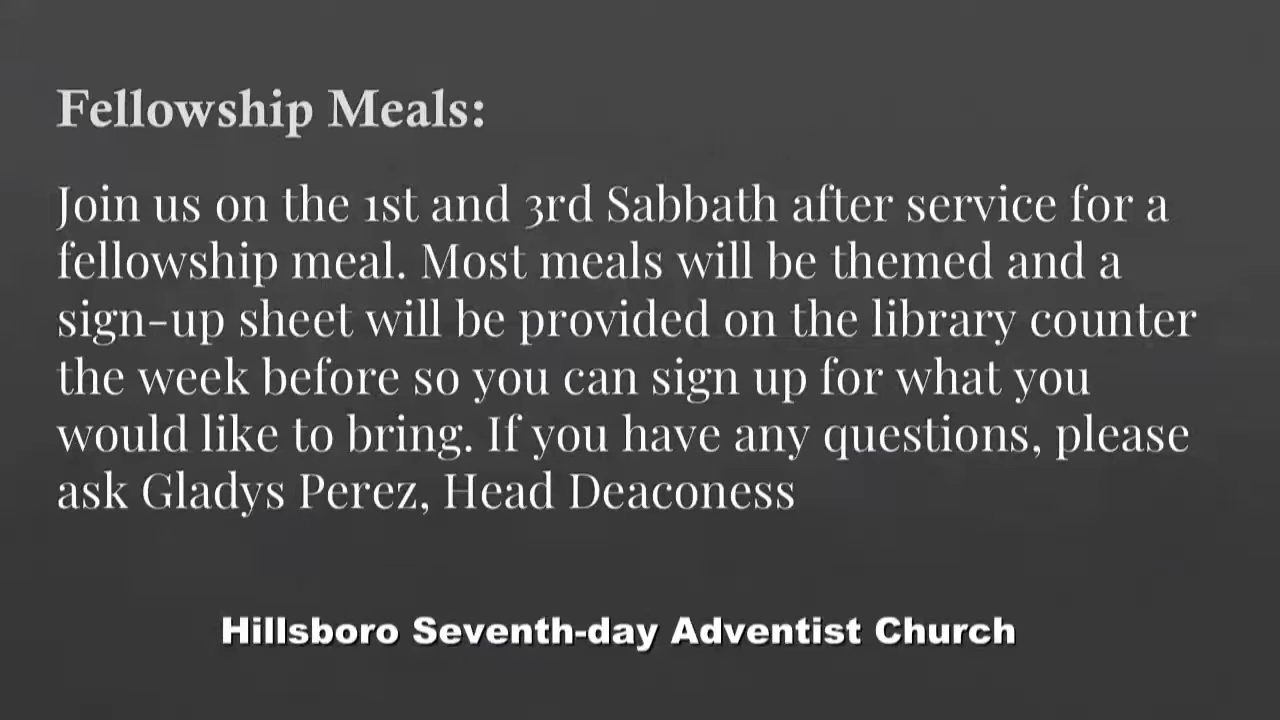 Fellowship Meals:
Join us on the 1st and 3rd Sabbath after service for a
fellowship meal. Most meals will be themed and a
sign-up sheet will be provided on the library counter
the week before so you can sign up for what you
would like to bring. If you have any questions, please
ask Gladys Perez, Head Deaconess
Hillsboro Seventh-day Adventist Church